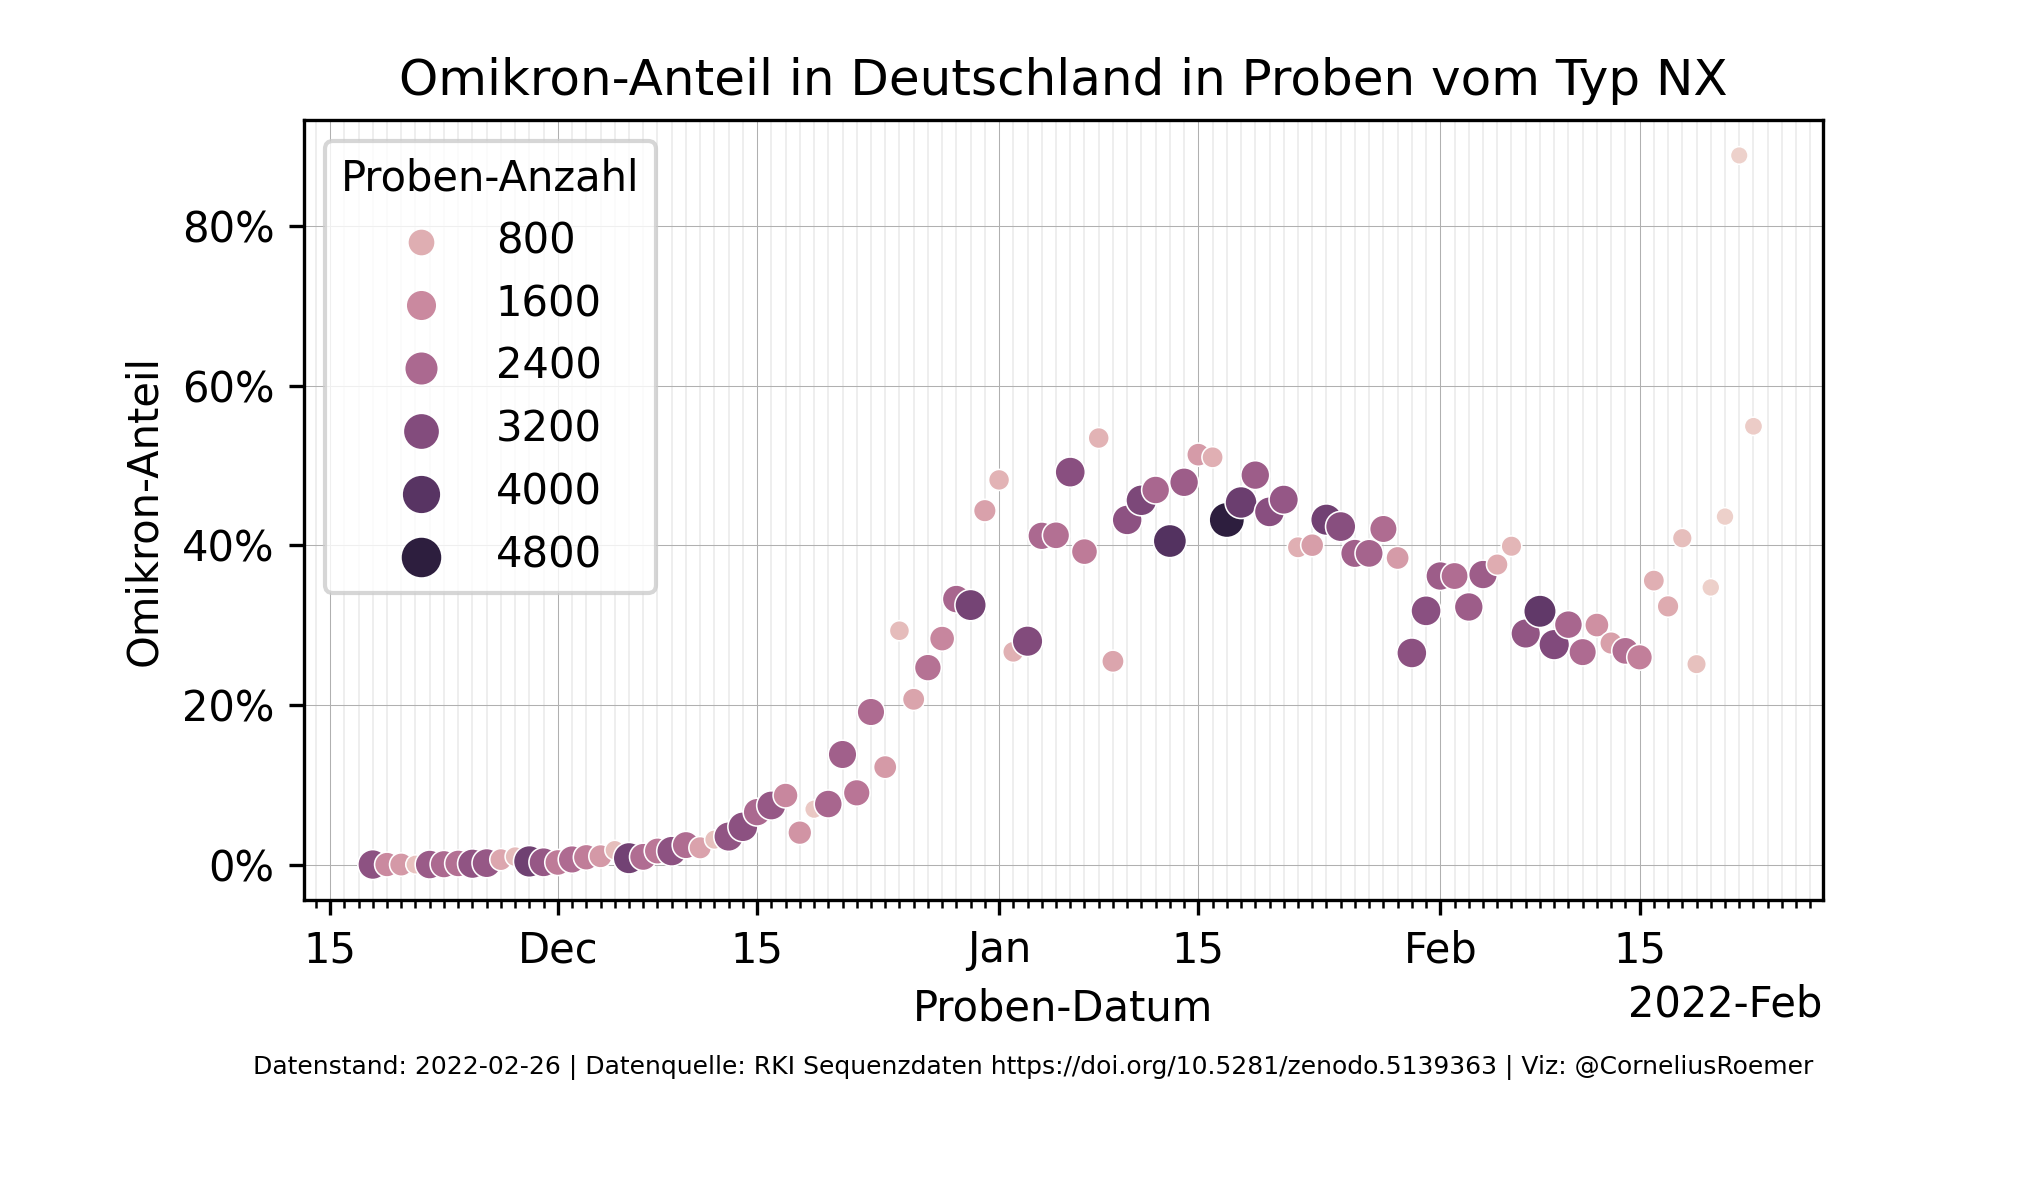 Omikron-Anteil in Deutschland in Proben vom Typ NX
Proben-Anzahl
800
1600
2400
3200
4000
4800
Omikron-Anteil
80%
60%
40%
20%
0%
15 Dec 15 Jan 15 Feb 15
2022-Feb
Proben-Datum
Datenstand: 2022-02-26 | Datenquelle: RKI Sequenzdaten https://doi.org/10.5281/zenodo.5139363 | Viz: @CorneliusRoemer